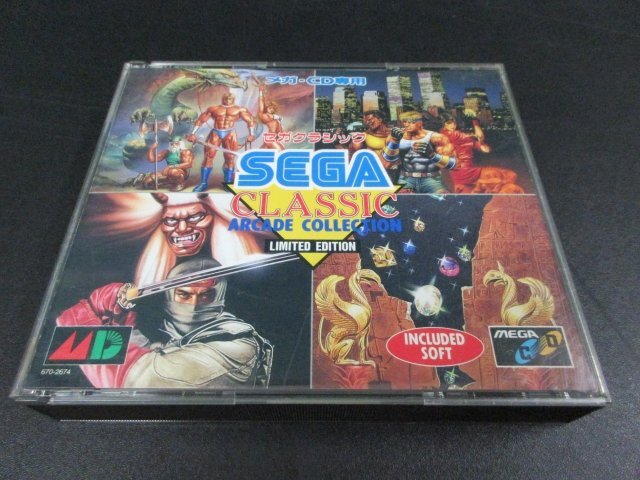 メガ-CD専用
セガクラシック
SEGA
CLASSIC
ARCADE COLLECTION
LIMITED EDITION
INCLUDED
SOFT
MEGA
CD
MD
670-2674